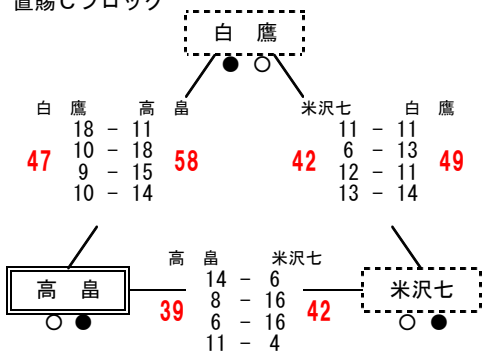 直賜Cブロック
白 鷹
● ○
白 鷹 高 畠
18 - 11
10 - 18
9 - 15
10 - 14
47 58
米沢七 白 鷹
11 - 11
6 - 13
12 - 11
13 - 14
42 49
高 畠
○ ●
高 畠 米沢七
14 - 6
8 - 16
6 - 16
11 - 4
39 42
米沢七
○ ●